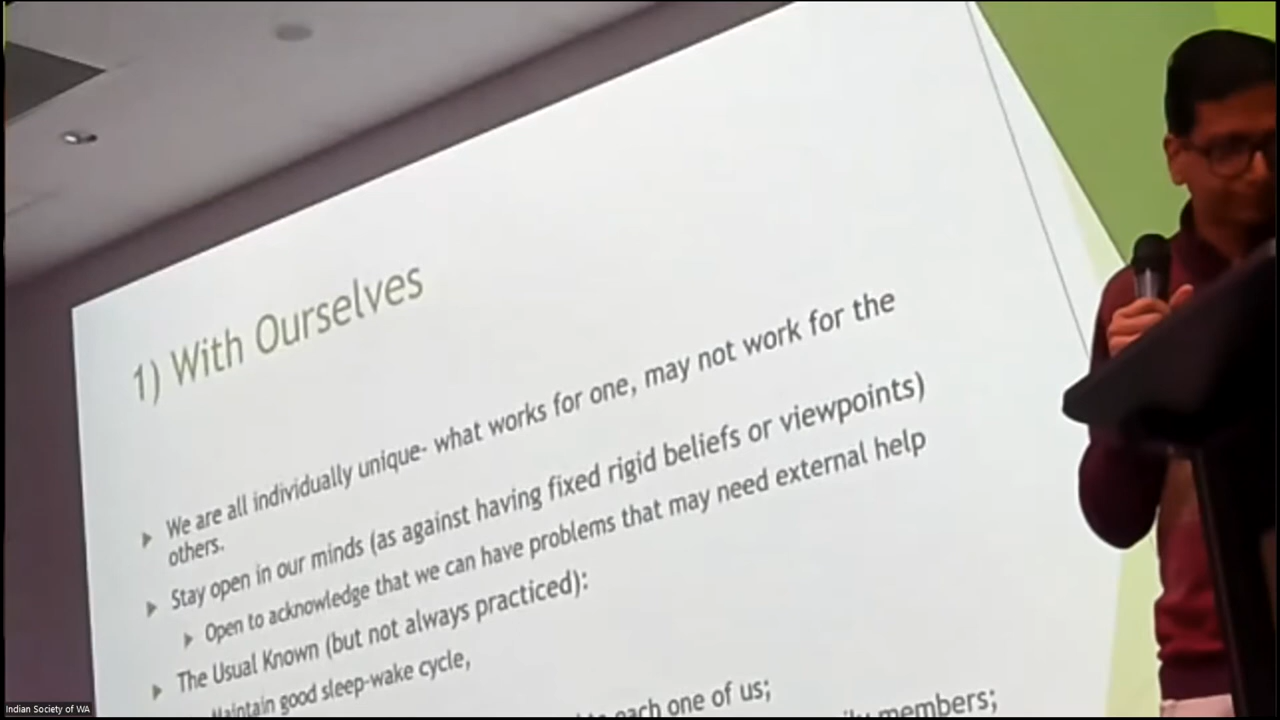 1) With Ourselves
We are all individually unique- what works for one, may not work for the
others.
Stay open in our minds (as against having fixed rigid beliefs or viewpoints)
Open to acknowledge that we can have problems that may need external help
The Usual Known (but not always practiced):
Maintain good sleep-wake cycle,
each one of us;
members;
Indian Society of WA